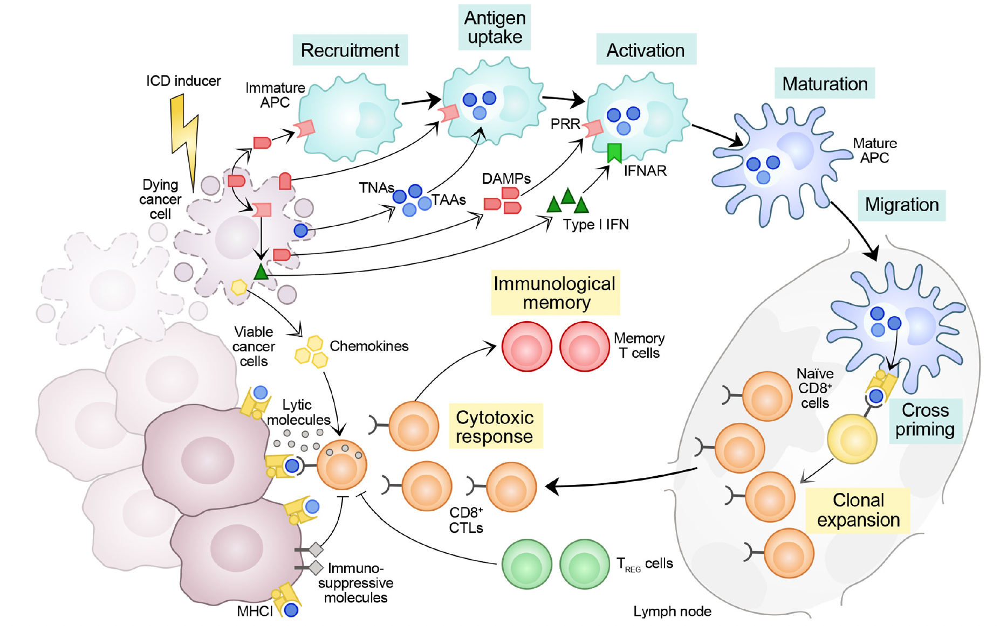 Antigen
uptake
Recruitment
Activation
Maturation
ICD inducer
Immature
APC
PRR
Mature
APC
IFNAR
DAMPs
Dying
cancer
cell
TNAs
TAAs
Migration
Type I IFN
Immunological
memory
Viable
cancer
cells
Chemokines
Memory
T cells
Naïve
CD8⁺
cells
Lytic
molecules
Cytotoxic
response
Cross
priming
Clonal
expansion
CD8⁺
CTLs
Immuno-
suppressive
molecules
T_REG cells
MHCI
Lymph node